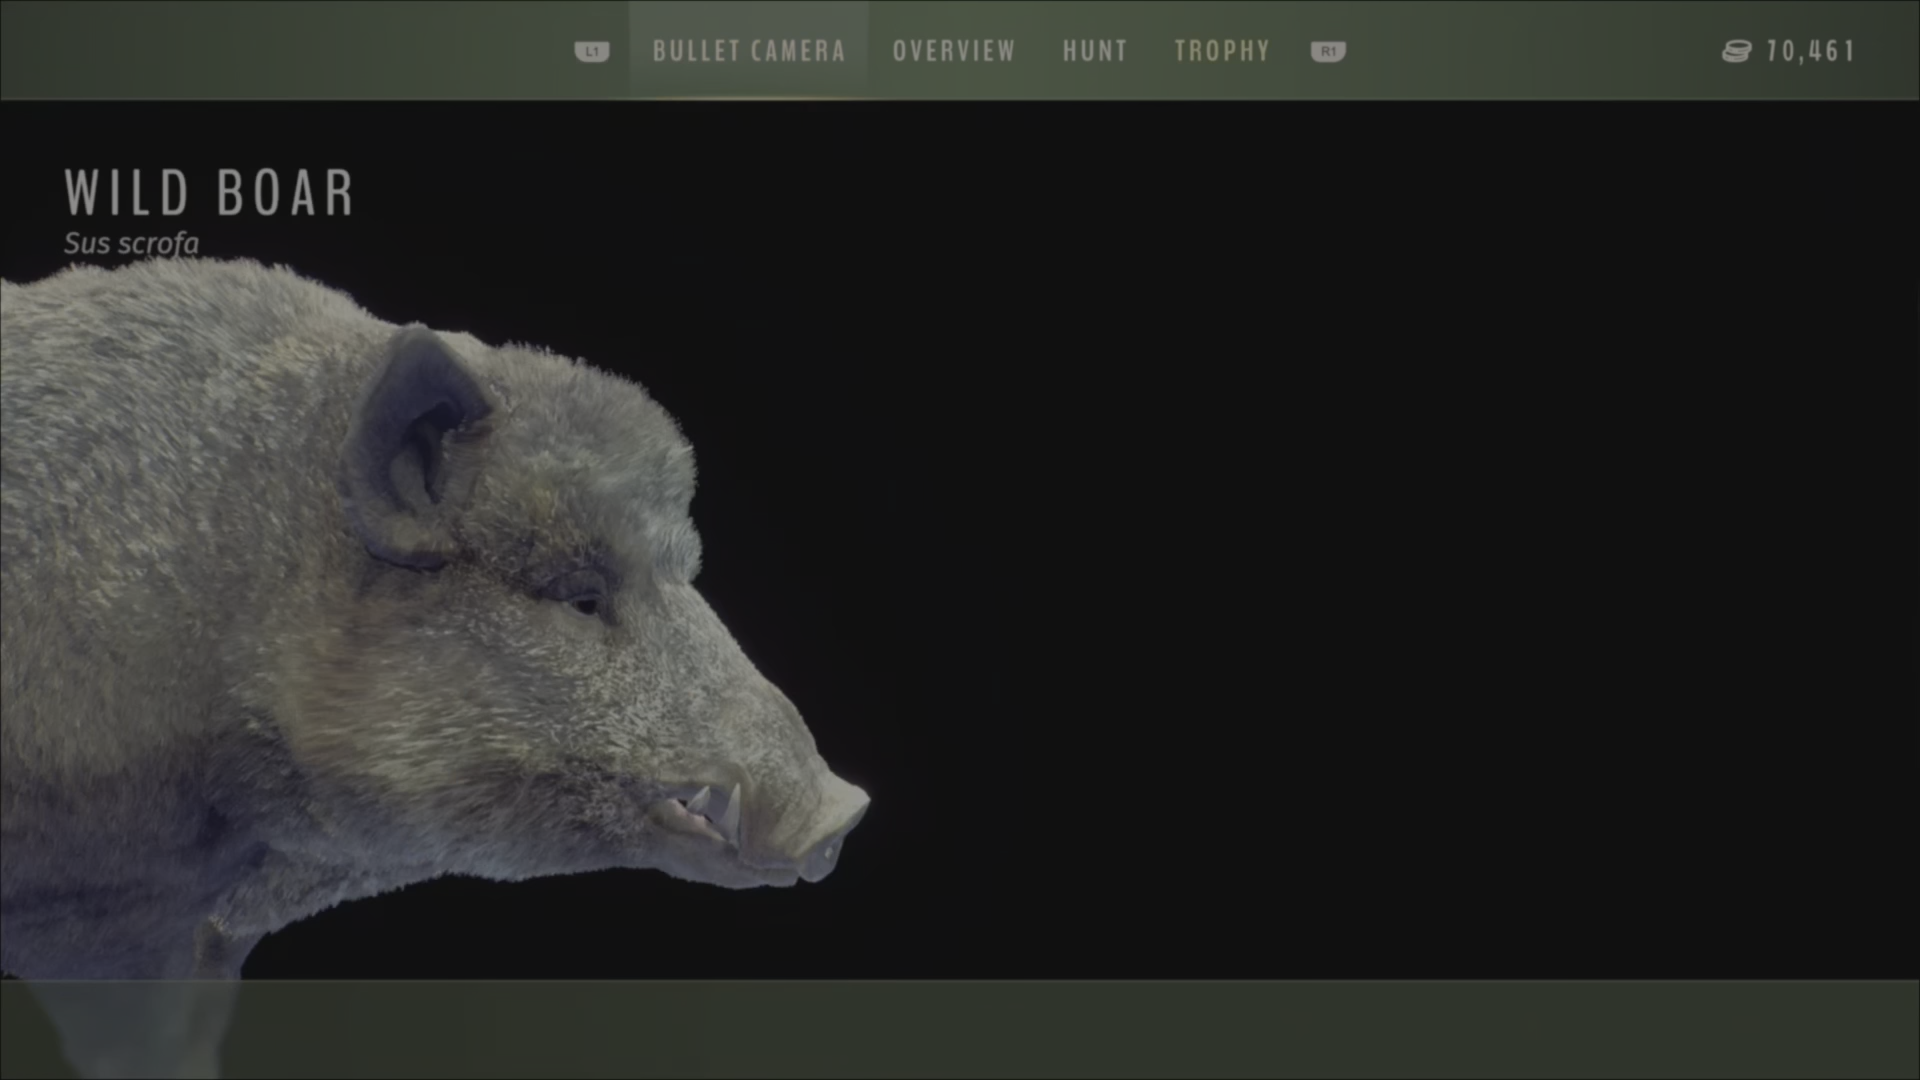 L1 BULLET CAMERA OVERVIEW HUNT TROPHY R1 70,461
WILD BOAR
Sus scrofa